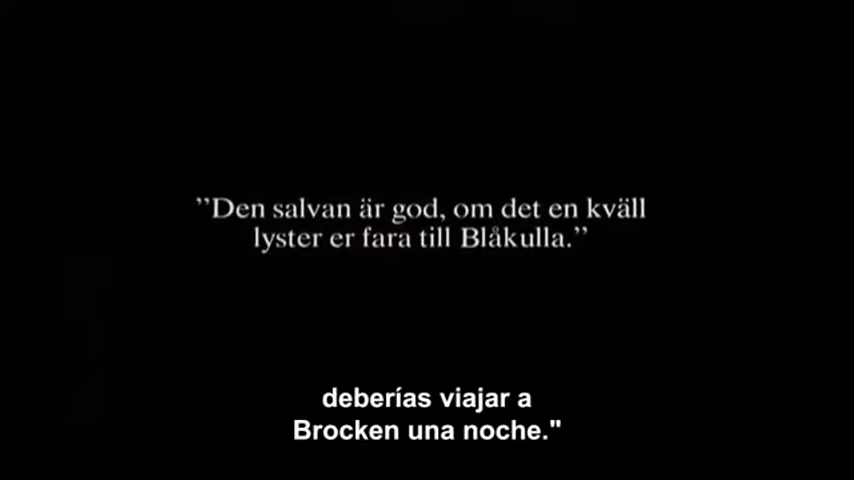 ”Den salvan är god, om det en kväll
lyster er fara till Blåkulla.”
deberías viajar a
Brocken una noche."